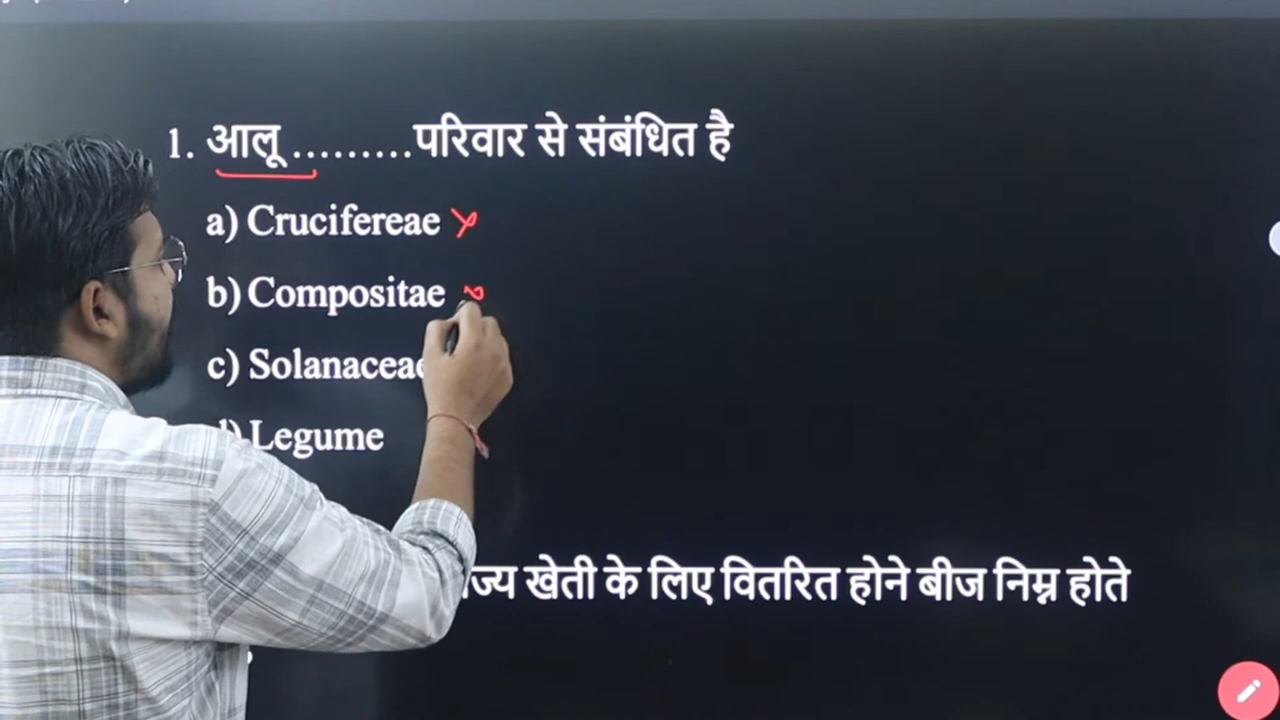 1. आलू .........परिवार से संबंधित है
a) Crucifereae
b) Compositae
c) Solanaceae
d) Legume
खेती के लिए वितरित होने बीज निम्न होते